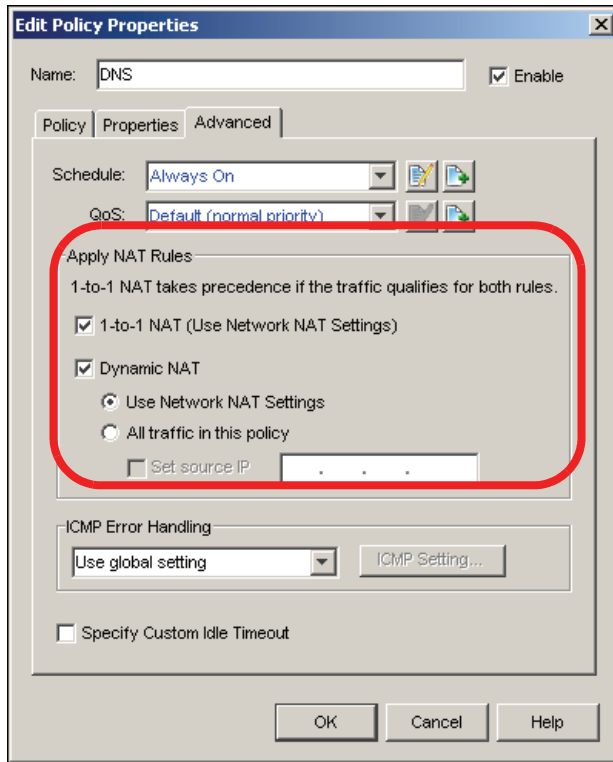 Edit Policy Properties
Name: DNS Enable
Policy Properties Advanced
Schedule: Always On
QoS: Default (normal priority)
Apply NAT Rules
1-to-1 NAT takes precedence if the traffic qualifies for both rules.
1-to-1 NAT (Use Network NAT Settings)
Dynamic NAT
Use Network NAT Settings
All traffic in this policy
Set source IP . . .
ICMP Error Handling
Use global setting ICMP Setting...
Specify Custom Idle Timeout
OK Cancel Help